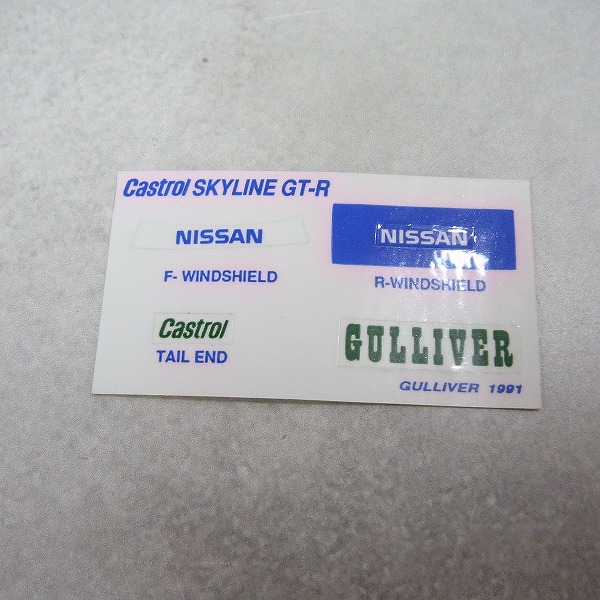 Castrol SKYLINE GT-R
NISSAN
NISSAN
F- WINDSHIELD
R-WINDSHIELD
Castrol
GULLIVER
TAIL END
GULLIVER 1991